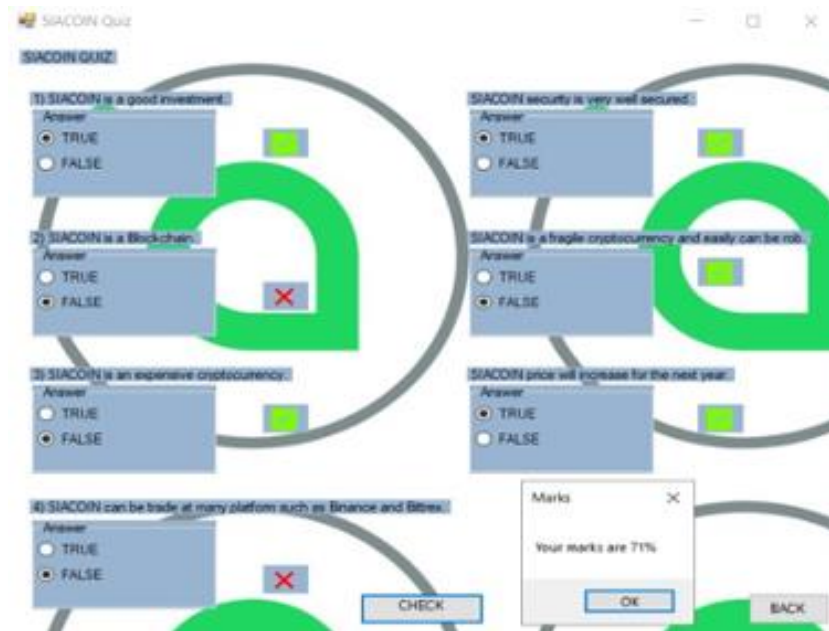 SIACOIN Quiz
SIACOIN QUIZ
1) SIACOIN is a good investment.
Answer
TRUE
FALSE
2) SIACOIN is a Blockchain.
Answer
TRUE
FALSE
3) SIACOIN is an expensive cryptocurrency.
Answer
TRUE
FALSE
4) SIACOIN can be trade at many platform such as Binance and Bittrex.
Answer
TRUE
FALSE
SIACOIN security is very well secured.
Answer
TRUE
FALSE
SIACOIN is a fragile cryptocurrency and easily can be rob.
Answer
TRUE
FALSE
SIACOIN price will increase for the next year.
Answer
TRUE
FALSE
Marks
Your marks are 71%
OK
CHECK
BACK